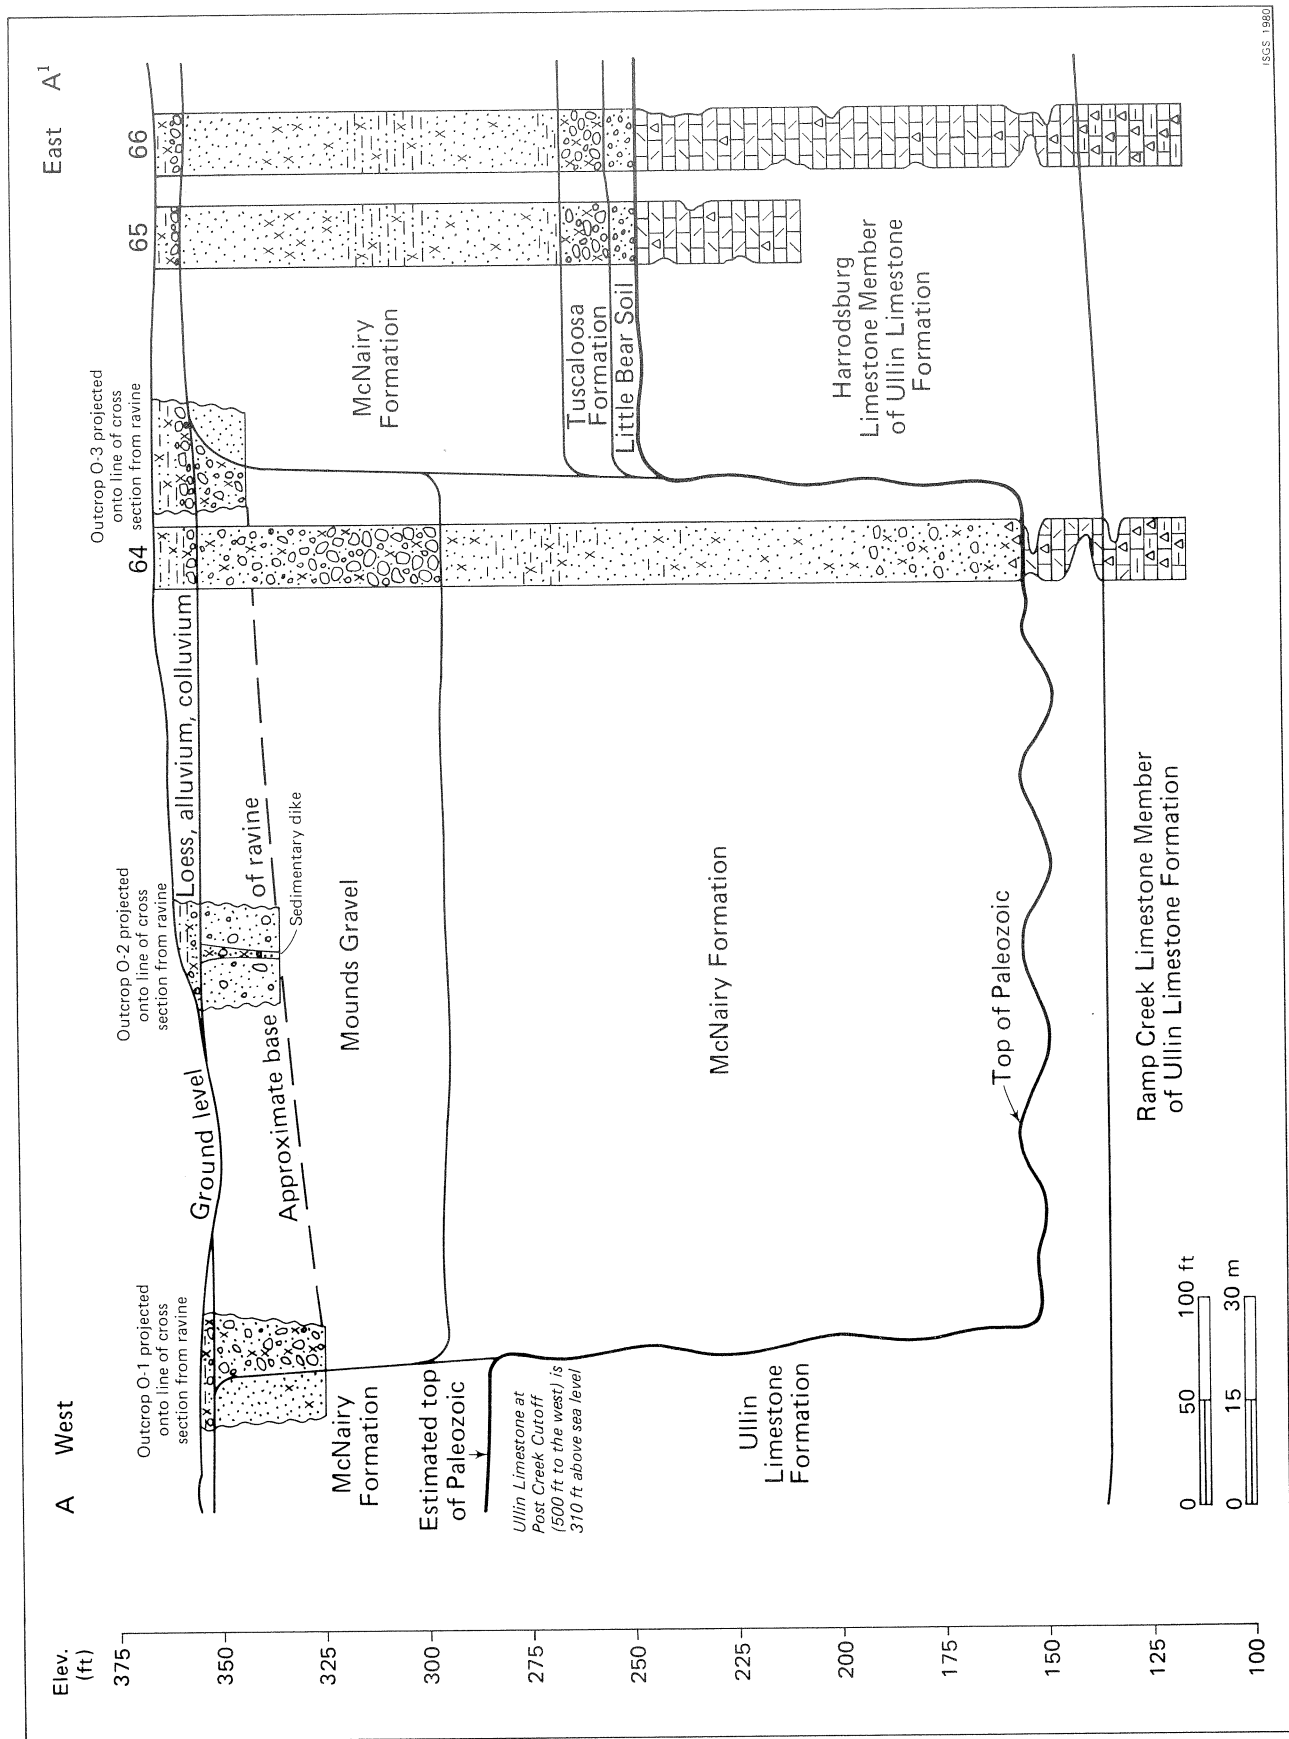 A West
East A¹
Elev.
(ft)
375
350
325
300
275
250
225
200
175
150
125
100
Outcrop O-1 projected
onto line of cross
section from ravine
Outcrop O-2 projected
onto line of cross
section from ravine
Outcrop O-3 projected
onto line of cross
section from ravine
64
65
66
Ground level
Loess, alluvium, colluvium
Approximate base of ravine
Sedimentary dike
Mounds Gravel
McNairy
Formation
McNairy
Formation
Estimated top
of Paleozoic
Ullin Limestone at
Post Creek Cutoff
(500 ft to the west) is
310 ft above sea level
Tuscaloosa
Formation
Little Bear Soil
McNairy Formation
Ullin
Limestone
Formation
Harrodsburg
Limestone Member
of Ullin Limestone
Formation
Top of Paleozoic
Ramp Creek Limestone Member
of Ullin Limestone Formation
0 50 100 ft
0 15 30 m
ISGS 1980